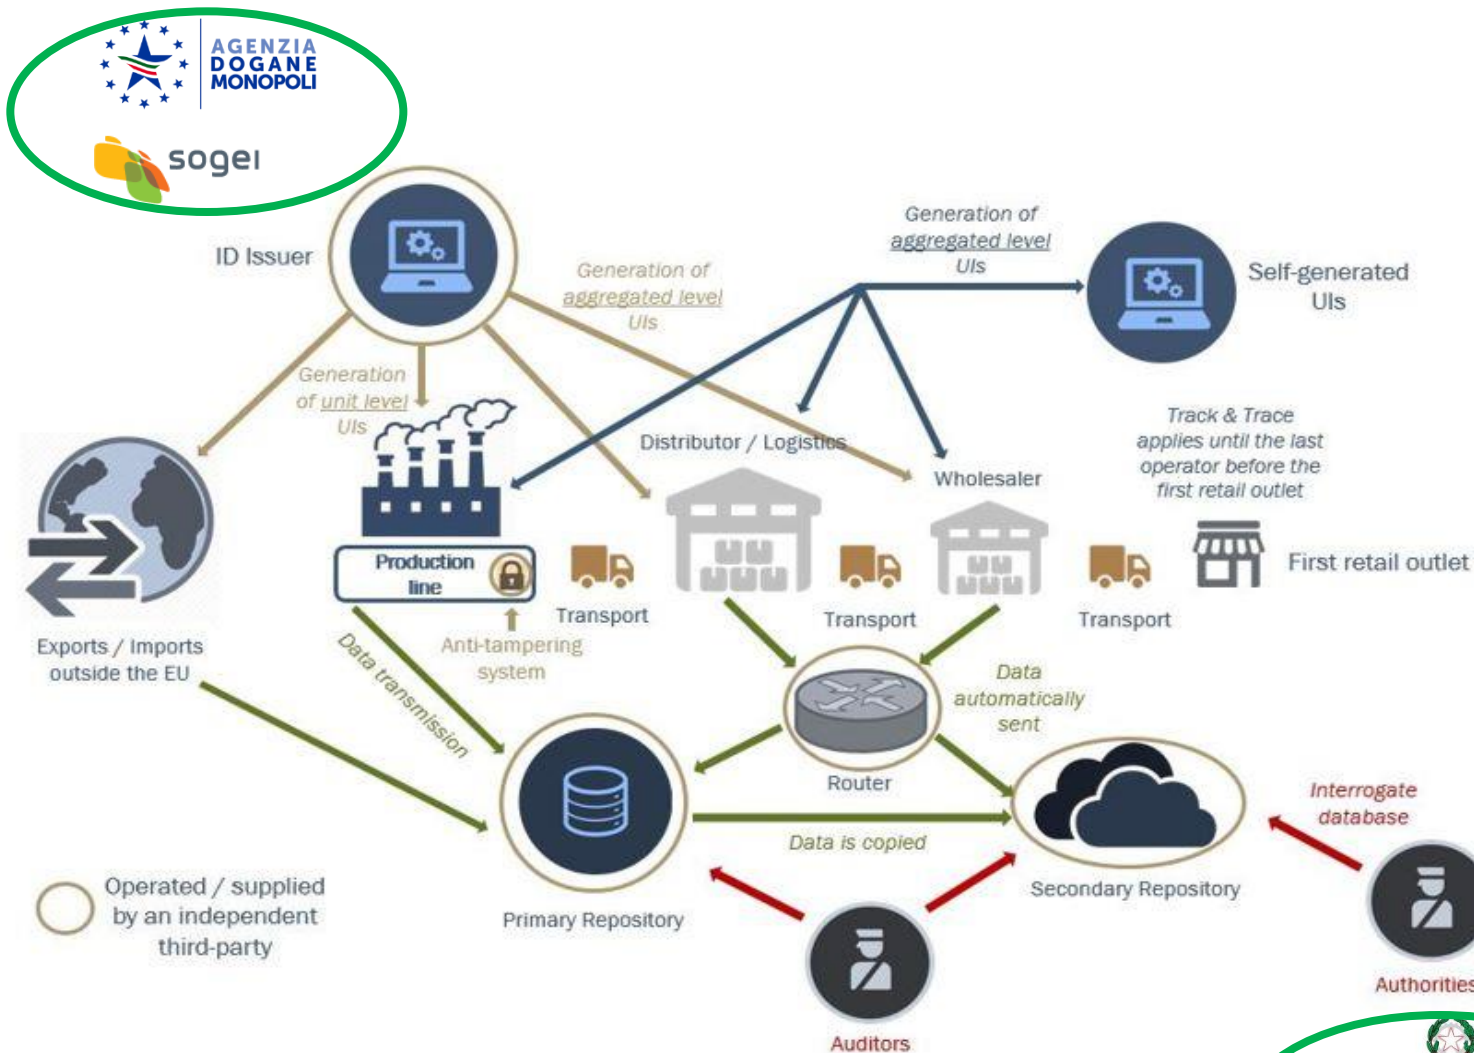 AGENZIA
DOGANE
MONOPOLI
sogei
ID Issuer
Generation of
aggregated level
UIs
Generation of
aggregated level
UIs
Self-generated
UIs
Generation
of unit level
UIs
Distributor / Logistics
Wholesaler
Track & Trace
applies until the last
operator before the
first retail outlet
Production
line
First retail outlet
Transport
Transport
Transport
Anti-tampering
system
Exports / Imports
outside the EU
Data transmission
Data
automatically
sent
Router
Interrogate
database
Data is copied
Operated / supplied
by an independent
third-party
Primary Repository
Secondary Repository
Authorities
Auditors